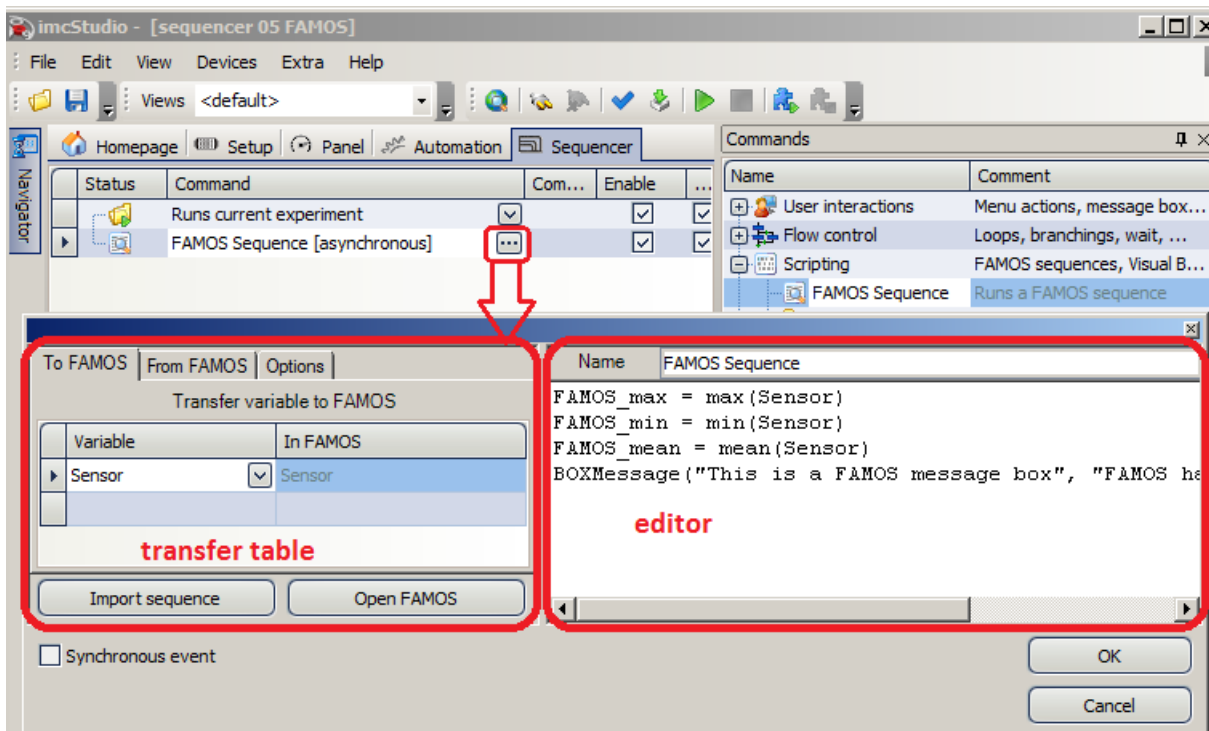 imcStudio - [sequencer 05 FAMOS]
File Edit View Devices Extra Help
Views <default>
Homepage Setup Panel Automation Sequencer
Commands
Navigator
Status Command Com... Enable ...
Runs current experiment
FAMOS Sequence [asynchronous]
Name Comment
User interactions Menu actions, message box...
Flow control Loops, branchings, wait, ...
Scripting FAMOS sequences, Visual B...
FAMOS Sequence Runs a FAMOS sequence
To FAMOS From FAMOS Options
Transfer variable to FAMOS
Variable In FAMOS
Sensor Sensor
transfer table
Import sequence Open FAMOS
Name FAMOS Sequence
FAMOS_max = max(Sensor)
FAMOS_min = min(Sensor)
FAMOS_mean = mean(Sensor)
BOXMessage("This is a FAMOS message box", "FAMOS ha
editor
Synchronous event
OK
Cancel